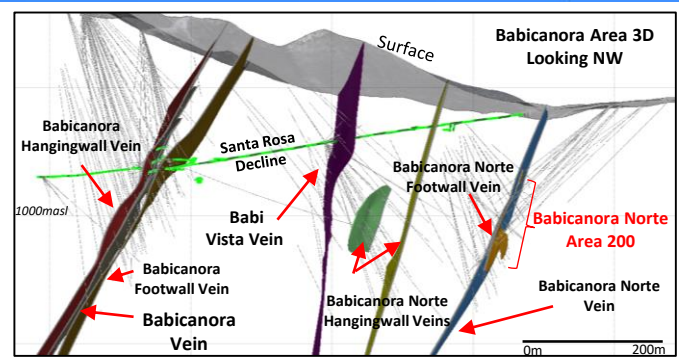 Babicanora Area 3D
Looking NW
Surface
Babicanora
Hangingwall Vein
Santa Rosa
Decline
Babicanora Norte
Footwall Vein
1000masl
Babi
Vista Vein
Babicanora Norte
Area 200
Babicanora
Footwall Vein
Babicanora Norte
Hangingwall Veins
Babicanora Norte
Vein
Babicanora
Vein
0m
200m